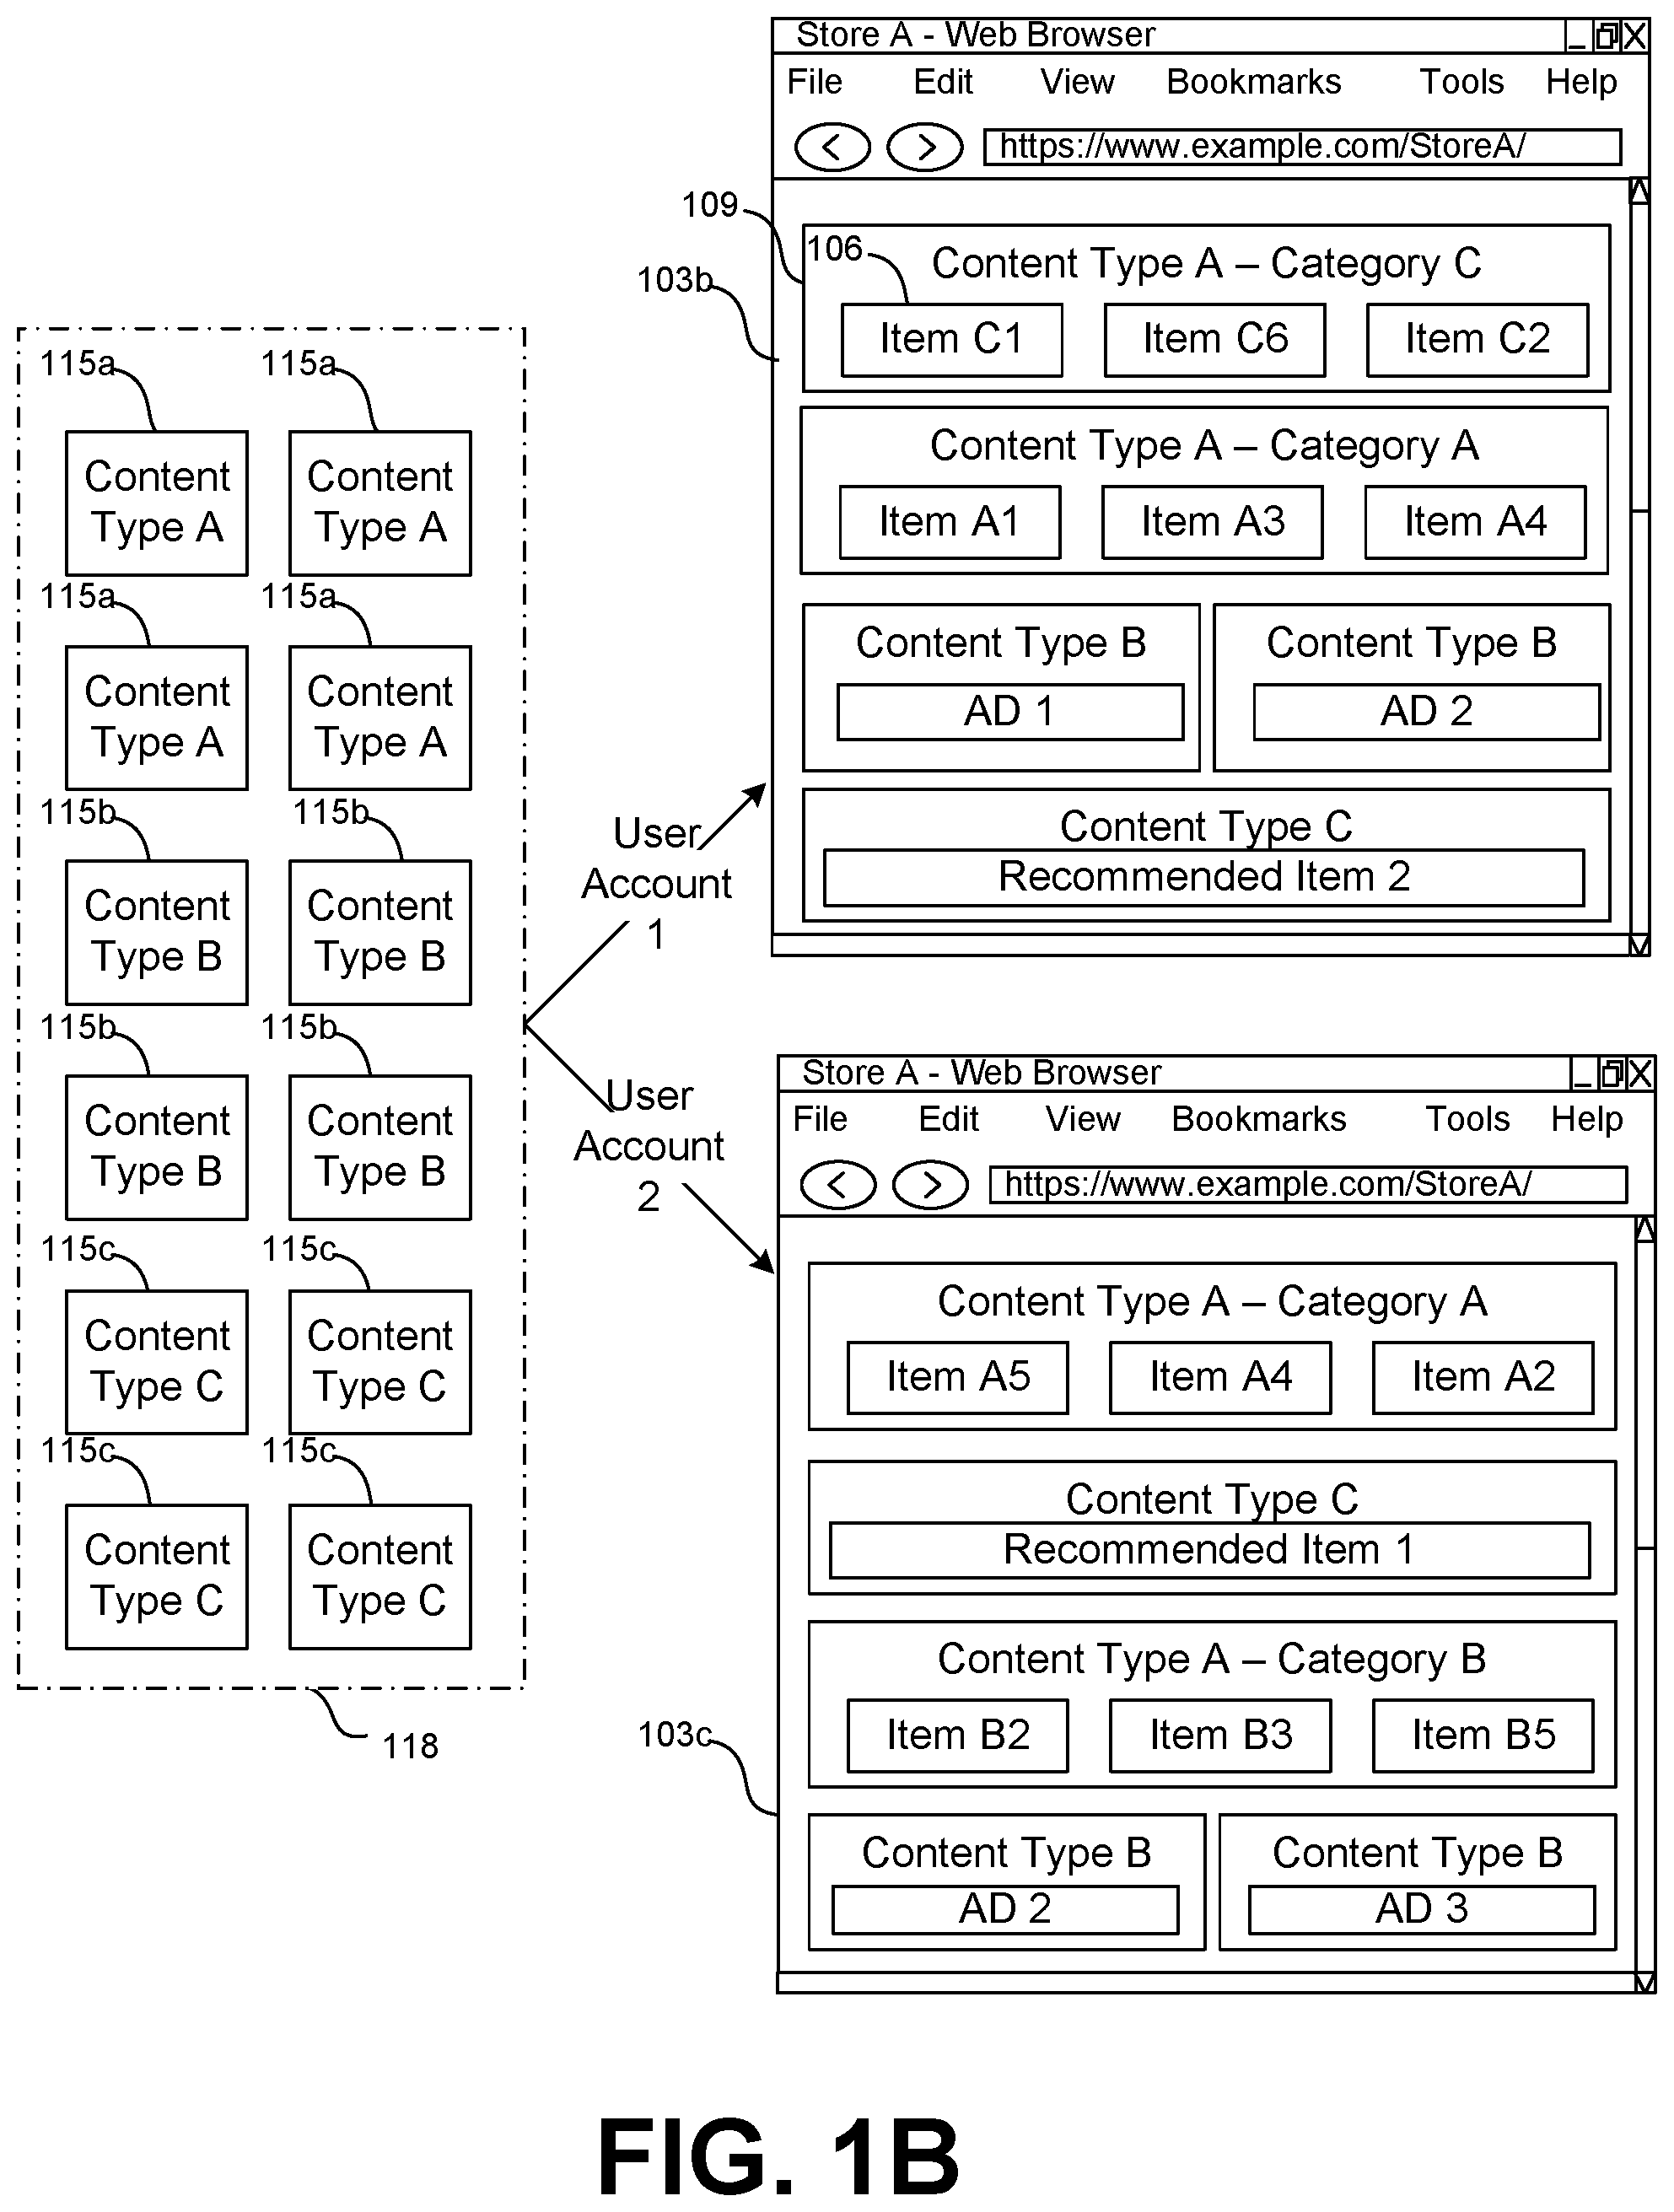 115a 115a
Content
Type A
Content
Type A
115a 115a
Content
Type A
Content
Type A
115b 115b
Content
Type B
Content
Type B
115b 115b
Content
Type B
Content
Type B
115c 115c
Content
Type C
Content
Type C
115c 115c
Content
Type C
Content
Type C
118
User
Account
1
User
Account
2
Store A - Web Browser
File Edit View Bookmarks Tools Help
https://www.example.com/StoreA/
109
106
103b
Content Type A – Category C
Item C1 Item C6 Item C2
Content Type A – Category A
Item A1 Item A3 Item A4
Content Type B Content Type B
AD 1 AD 2
Content Type C
Recommended Item 2
Store A - Web Browser
File Edit View Bookmarks Tools Help
https://www.example.com/StoreA/
Content Type A – Category A
Item A5 Item A4 Item A2
Content Type C
Recommended Item 1
Content Type A – Category B
Item B2 Item B3 Item B5
103c
Content Type B Content Type B
AD 2 AD 3
FIG. 1B